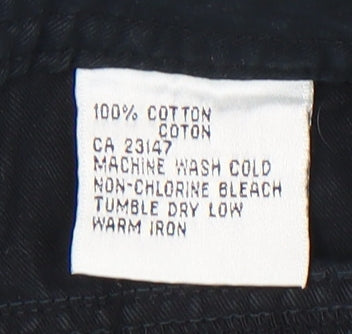 100% COTTON
COTON
CA 23147
MACHINE WASH COLD
NON-CHLORINE BLEACH
TUMBLE DRY LOW
WARM IRON